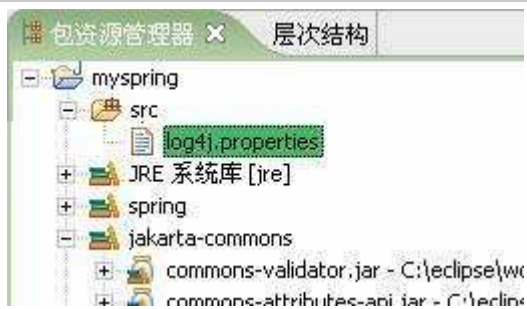 包资源管理器 层次结构
myspring
src
log4j.properties
JRE 系统库 [jre]
spring
jakarta-commons
commons-validator.jar - C:\eclipse\wo
commons-attributes-api.jar - C:\eclips